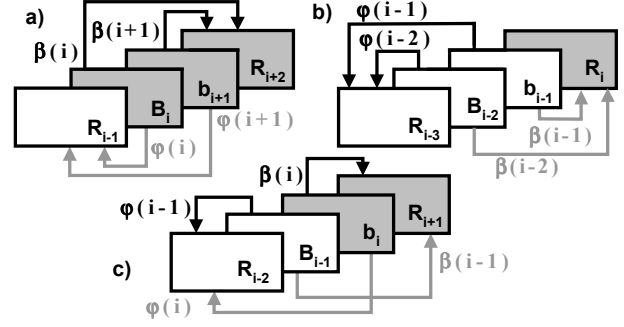 a)
β(i)
β(i+1)
R_{i-1}
B_i
b_{i+1}
R_{i+2}
φ(i)
φ(i+1)
b)
φ(i-1)
φ(i-2)
R_{i-3}
B_{i-2}
b_{i-1}
R_i
β(i-1)
β(i-2)
c)
φ(i-1)
β(i)
R_{i-2}
B_{i-1}
b_i
R_{i+1}
φ(i)
β(i-1)